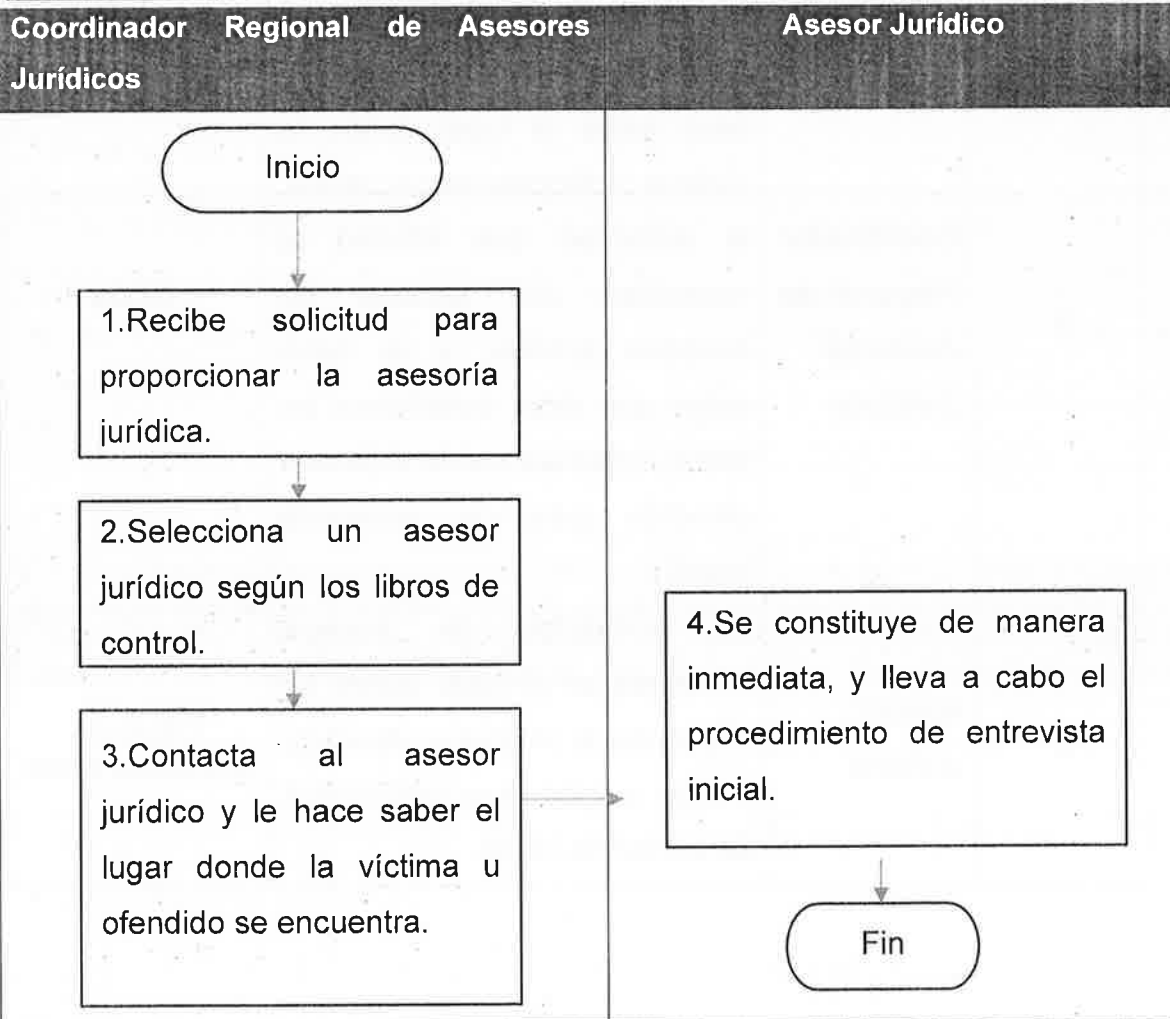 Coordinador Regional de Asesores
Jurídicos
Asesor Jurídico
Inicio
1.Recibe solicitud para
proporcionar la asesoría
jurídica.
2.Selecciona un asesor
jurídico según los libros de
control.
3.Contacta al asesor
jurídico y le hace saber el
lugar donde la víctima u
ofendido se encuentra.
4.Se constituye de manera
inmediata, y lleva a cabo el
procedimiento de entrevista
inicial.
Fin